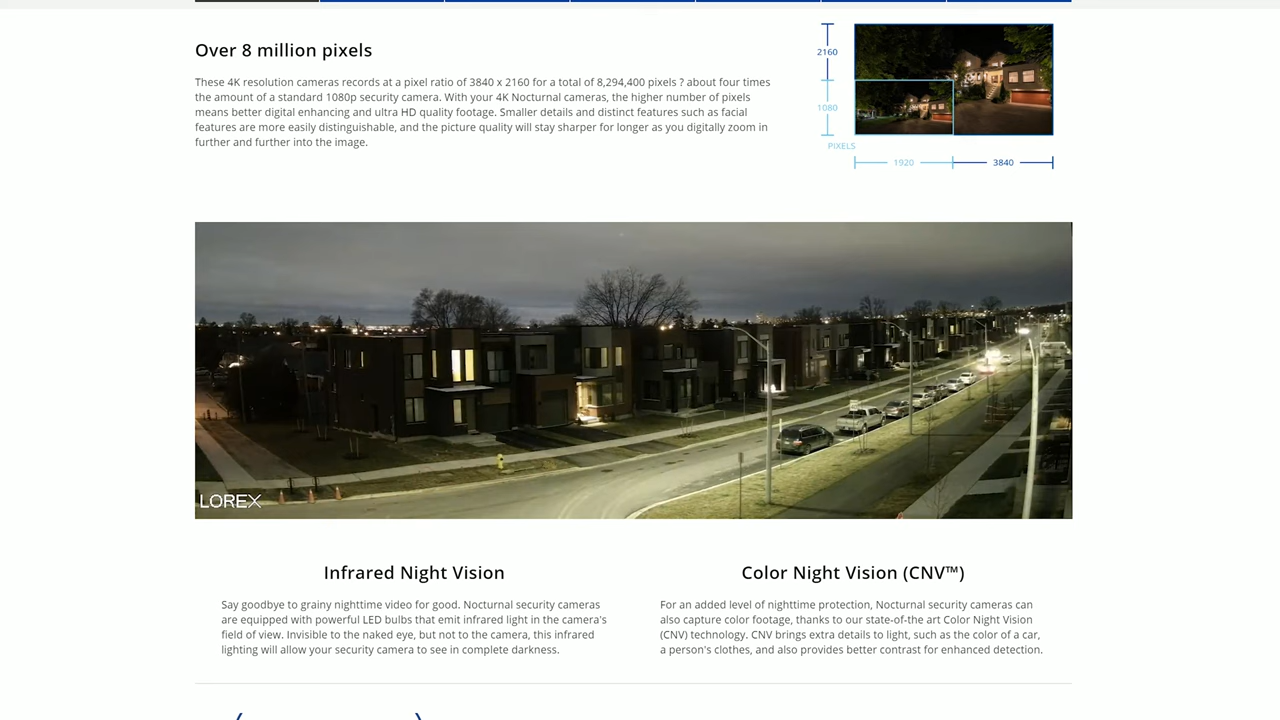 Over 8 million pixels
These 4K resolution cameras records at a pixel ratio of 3840 x 2160 for a total of 8,294,400 pixels ? about four times
the amount of a standard 1080p security camera. With your 4K Nocturnal cameras, the higher number of pixels
means better digital enhancing and ultra HD quality footage. Smaller details and distinct features such as facial
features are more easily distinguishable, and the picture quality will stay sharper for longer as you digitally zoom in
further and further into the image.
2160
1080
PIXELS
1920
3840
LOREX
Infrared Night Vision
Say goodbye to grainy nighttime video for good. Nocturnal security cameras
are equipped with powerful LED bulbs that emit infrared light in the camera's
field of view. Invisible to the naked eye, but not to the camera, this infrared
lighting will allow your security camera to see in complete darkness.
Color Night Vision (CNV™)
For an added level of nighttime protection, Nocturnal security cameras can
also capture color footage, thanks to our state-of-the art Color Night Vision
(CNV) technology. CNV brings extra details to light, such as the color of a car,
a person's clothes, and also provides better contrast for enhanced detection.